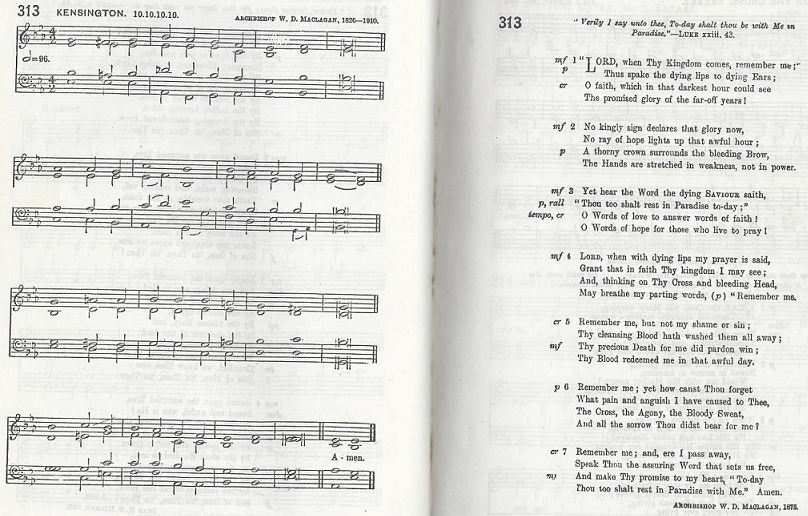 313 KENSINGTON. 10.10.10.10. ARCHBISHOP W. D. MACLAGAN, 1826—1910.
=96.
A - men.
313
" Verily I say unto thee, To-day shalt thou be with Me in
Paradise."—LUKE xxiii. 43.
mf 1 "LORD, when Thy Kingdom comes, remember me;"
p Thus spake the dying lips to dying Ears;
cr O faith, which in that darkest hour could see
The promised glory of the far-off years!
mf 2 No kingly sign declares that glory now,
No ray of hope lights up that awful hour;
p A thorny crown surrounds the bleeding Brow,
The Hands are stretched in weakness, not in power.
mf 3 Yet hear the Word the dying SAVIOUR saith,
p, rall "Thou too shalt rest in Paradise to-day;"
tempo, cr O Words of love to answer words of faith!
O Words of hope for those who live to pray!
mf 4 LORD, when with dying lips my prayer is said,
Grant that in faith Thy kingdom I may see;
And, thinking on Thy Cross and bleeding Head,
May breathe my parting words, (p) "Remember me.
cr 5 Remember me, but not my shame or sin;
Thy cleansing Blood hath washed them all away;
mf Thy precious Death for me did pardon win;
Thy Blood redeemed me in that awful day.
p 6 Remember me; yet how canst Thou forget
What pain and anguish I have caused to Thee,
The Cross, the Agony, the Bloody Sweat,
And all the sorrow Thou didst bear for me?
cr 7 Remember me; and, ere I pass away,
Speak Thou the assuring Word that sets us free,
And make Thy promise to my heart, "To-day
Thou too shalt rest in Paradise with Me." Amen.
ARCHBISHOP W. D. MACLAGAN, 1875.